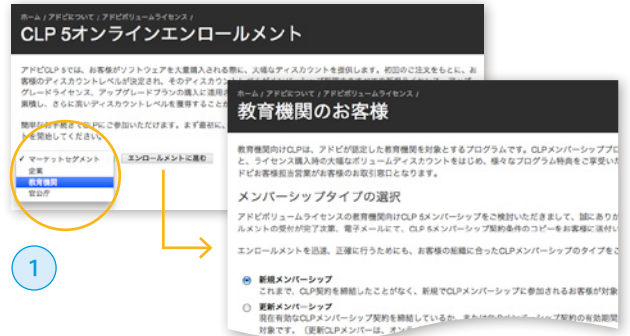 ホーム / アドビについて / アドビボリュームライセンス /
CLP 5オンラインエンロールメント
アドビCLP 5では、お客様がソフトウェアを大量購入される際に、大幅なディスカウントを提供します。初回のご注文をもとに、お
客様のディスカウントレベルが決定され、そのディスカウン
グレードライセンス、アップグレードプランの購入に適用さ
累積し、さらに高いディスカウントレベルを獲得することが
簡単なお手続きでCLPにご参加いただけます。まず最初に、
トを開始してください。
✓ マーケットセグメント
企業
教育機関
官公庁
エンロールメントに進む
1
ホーム / アドビについて / アドビボリュームライセンス /
教育機関のお客様
教育機関向けCLPは、アドビが認定した教育機関を対象とするプログラムです。CLPメンバーシッププロ
と、ライセンス購入時の大幅なボリュームディスカウントをはじめ、様々なプログラム特典をご享受いた
ドビお客様担当営業がお客様のお取引窓口となります。
メンバーシップタイプの選択
アドビボリュームライセンスの教育機関向けCLP 5メンバーシップをご検討いただきまして、誠にありが
ルメントの受付が完了次第、電子メールにて、CLP 5メンバーシップ契約条件のコピーをお客様に送付い
エンロールメントを迅速、正確に行うためにも、お客様の組織に合ったCLPメンバーシップのタイプをご
新規メンバーシップ
これまで、CLP契約を締結したことがなく、新規でCLPメンバーシップに参加されるお客様が対象
更新メンバーシップ
現在有効なCLPメンバーシップ契約を締結しているか、
契約の有効期間
対象です。（更新CLPメンバーは、オン